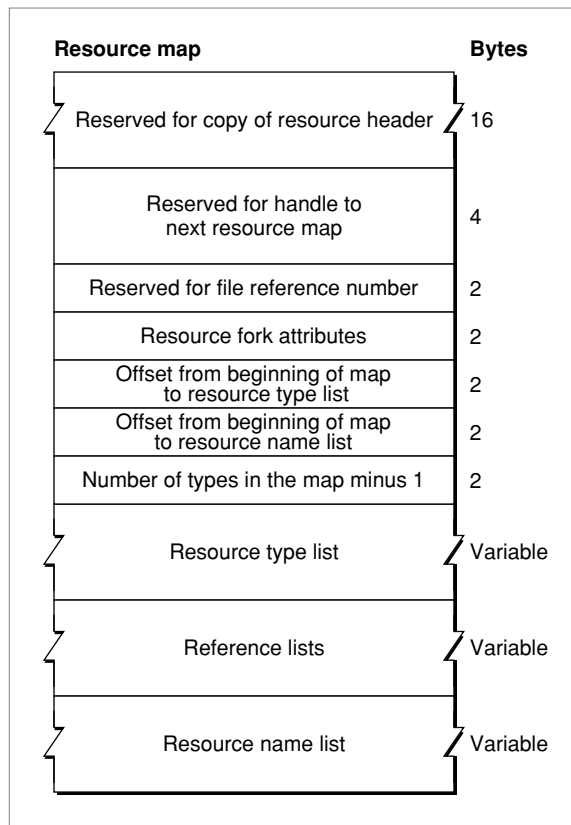 Resource map Bytes
Reserved for copy of resource header 16
Reserved for handle to
next resource map 4
Reserved for file reference number 2
Resource fork attributes 2
Offset from beginning of map
to resource type list 2
Offset from beginning of map
to resource name list 2
Number of types in the map minus 1 2
Resource type list Variable
Reference lists Variable
Resource name list Variable